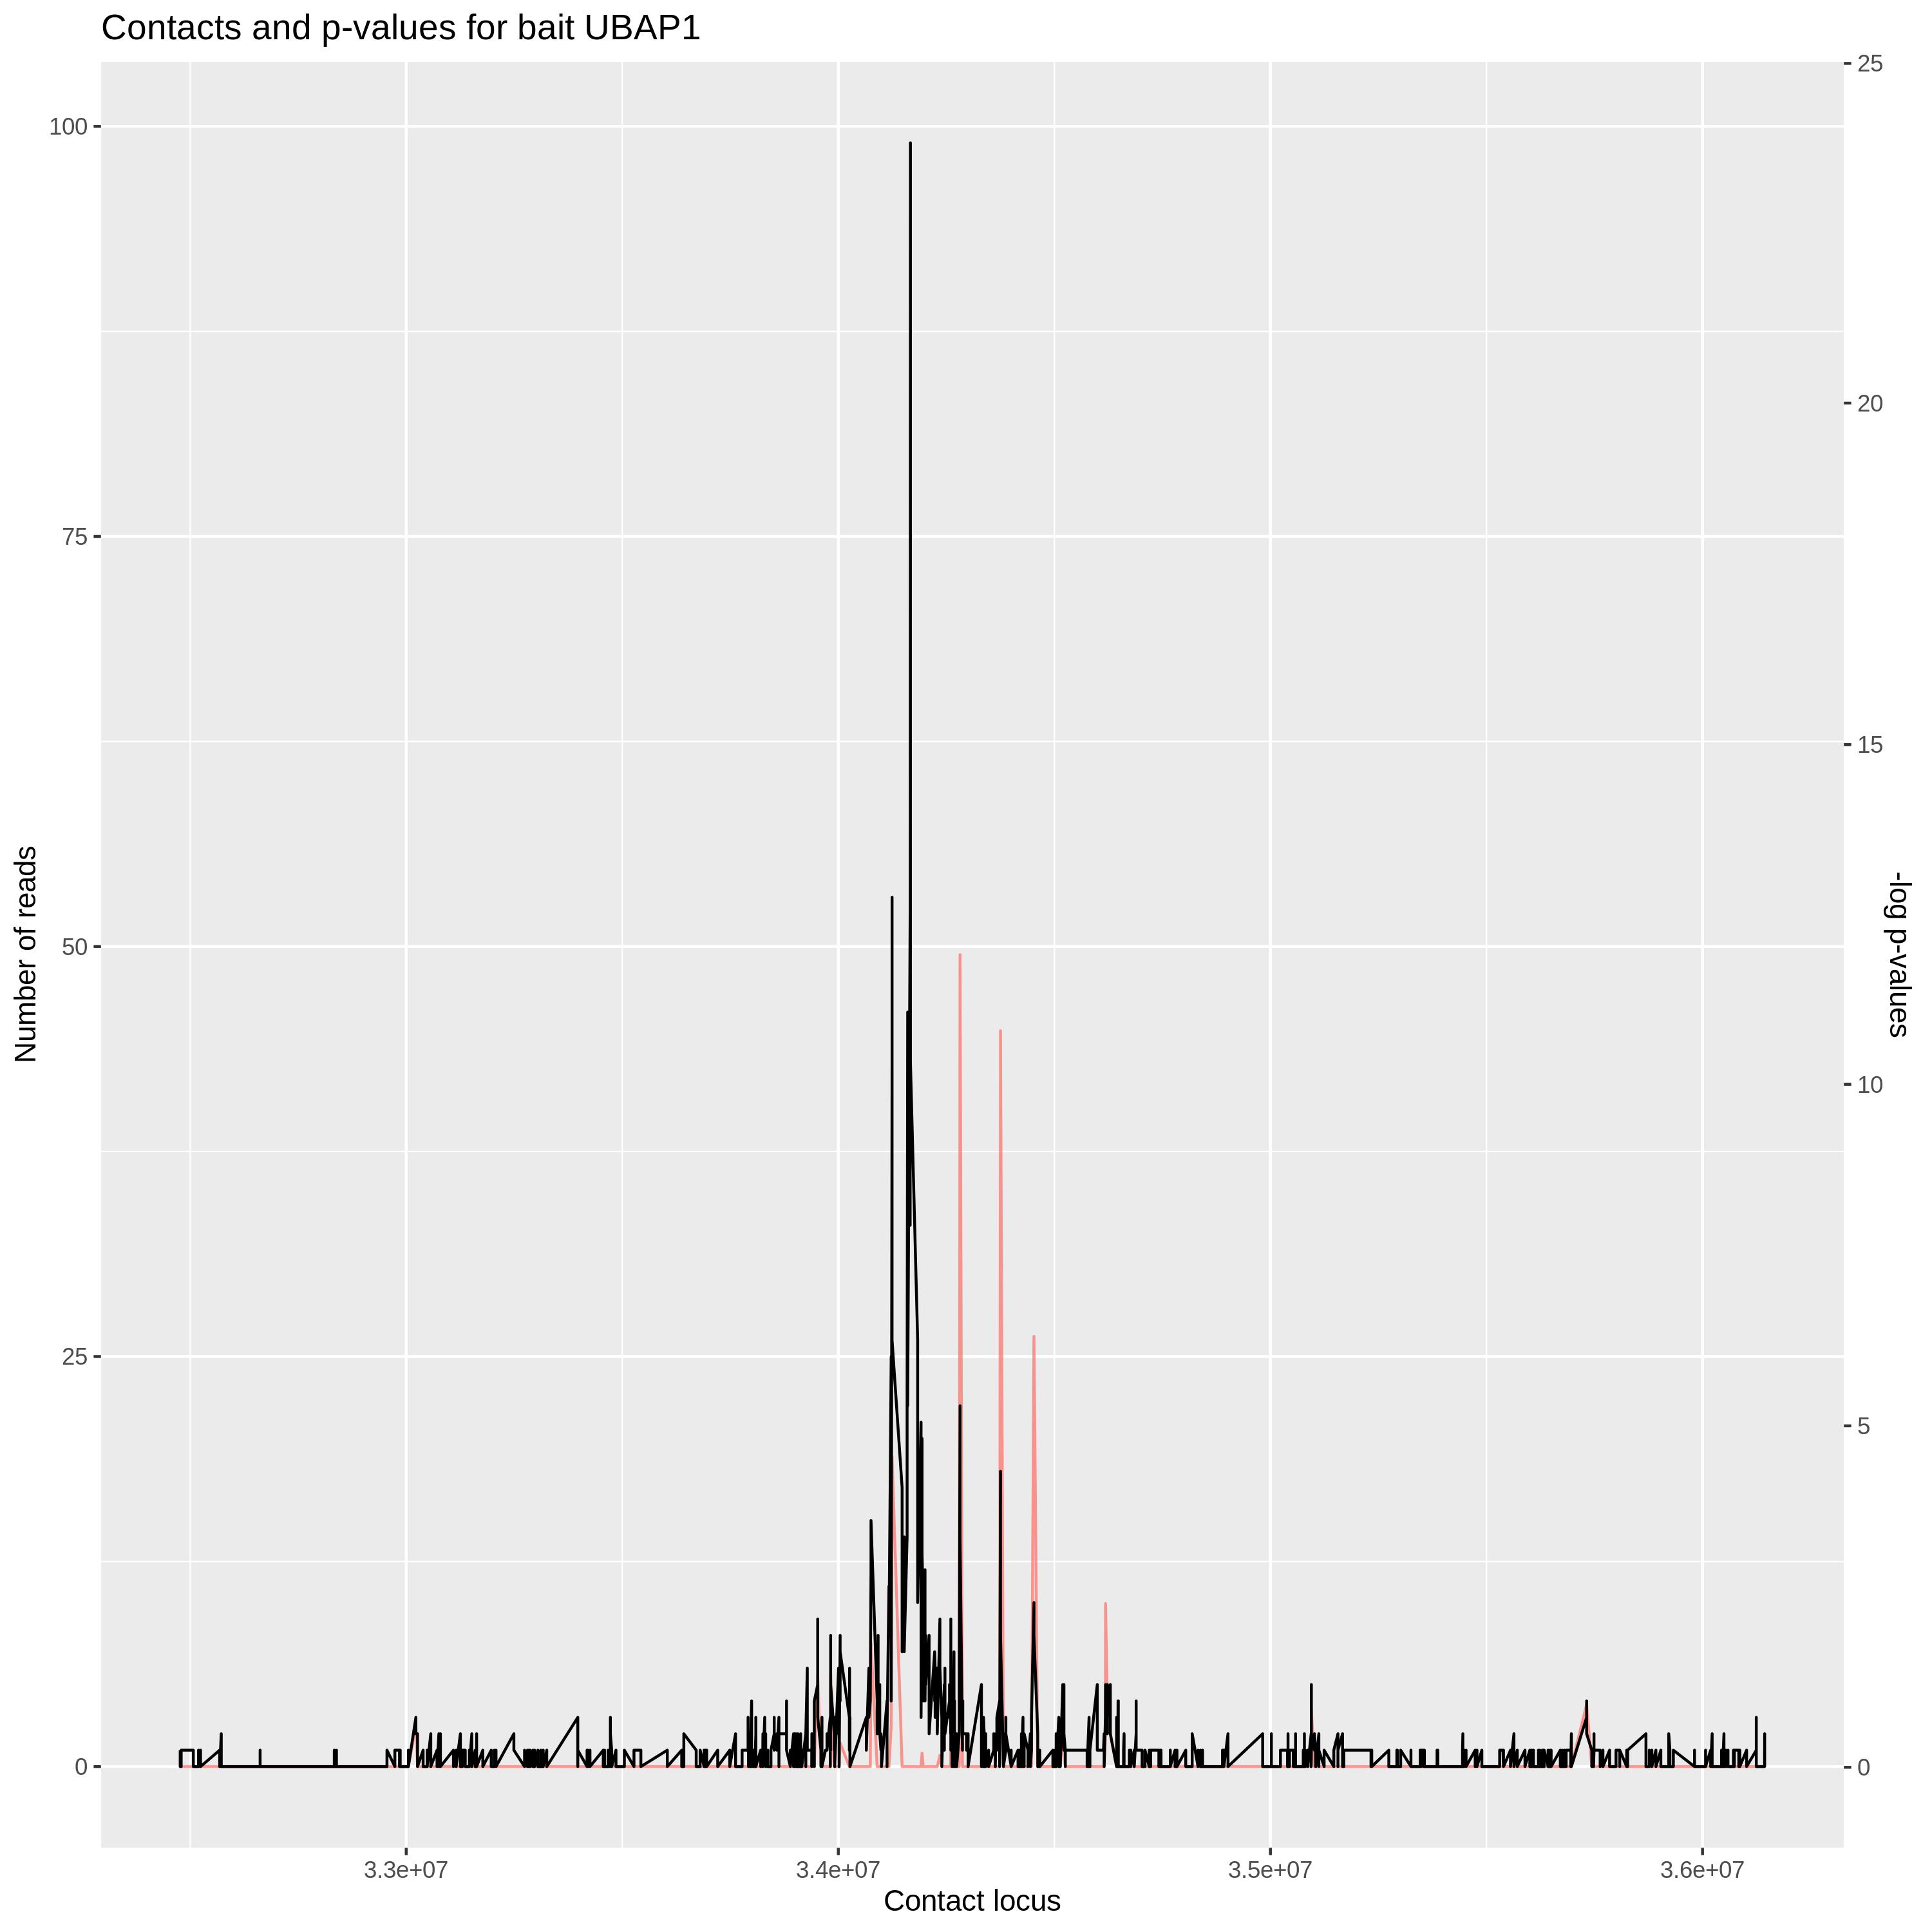 Contacts and p-values for bait UBAP1
100
75
50
25
0
Number of reads
25
20
15
10
5
0
-log p-values
3.3e+07
3.4e+07
3.5e+07
3.6e+07
Contact locus